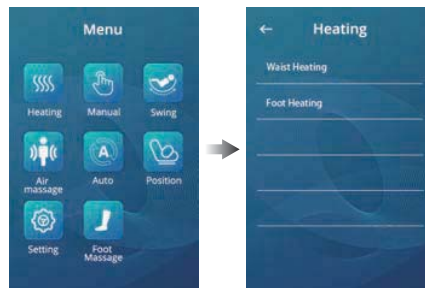 Menu
Heating Manual Swing
Air massage
A
Auto Position
Setting Foot Massage
Heating
Waist Heating
Foot Heating